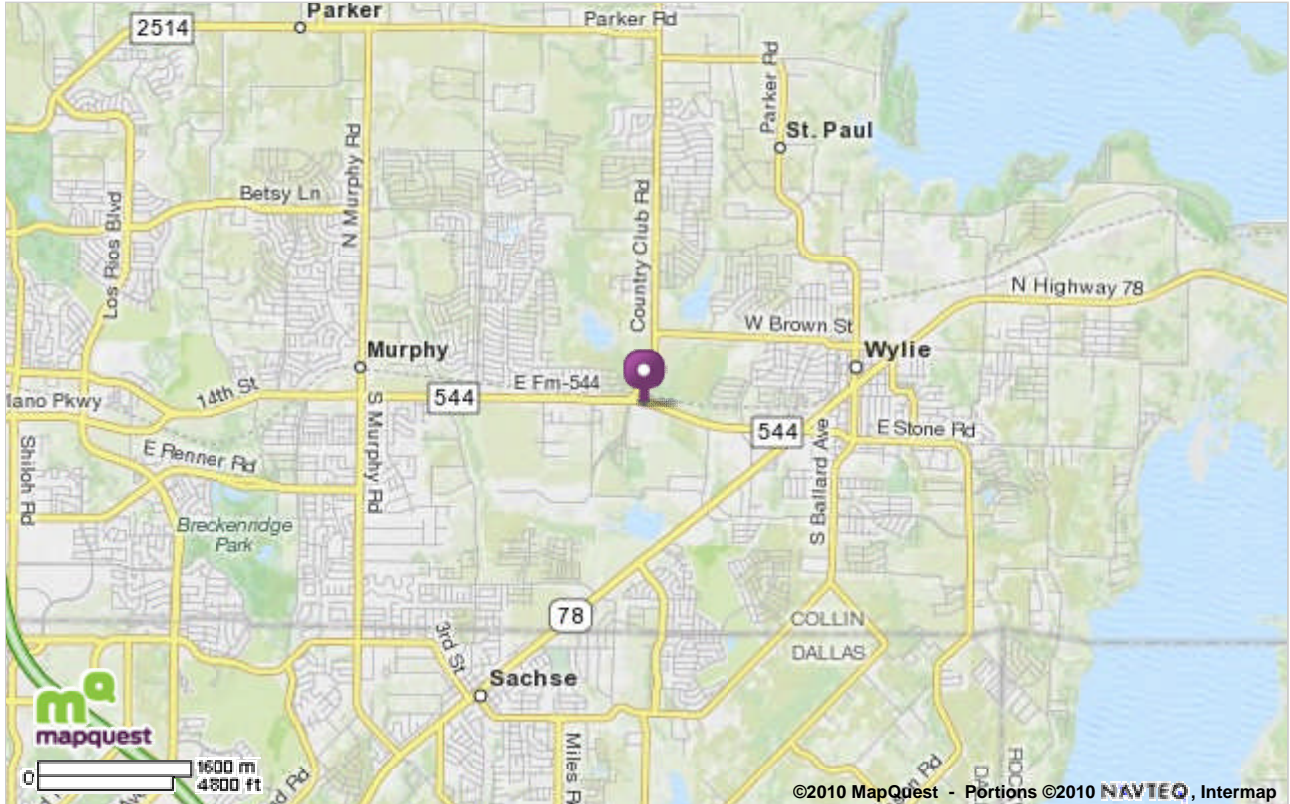 Parker
Parker Rd
2514
Parker Rd
St. Paul
N Murphy Rd
Country Club Rd
Betsy Ln
Los Rios Blvd
N Highway 78
W Brown St
Murphy
Wylie
E Fm-544
14th St
544
lano Pkwy
S Murphy Rd
544
E Stone Rd
S Ballard Ave
Shiloh Rd
E Renner Rd
Breckenridge
Park
78
COLLIN
DALLAS
3rd St
Sachse
mq
mapquest
Miles R
0
1600 m
4800 ft
©2010 MapQuest - Portions ©2010 NAVTEQ, Intermap